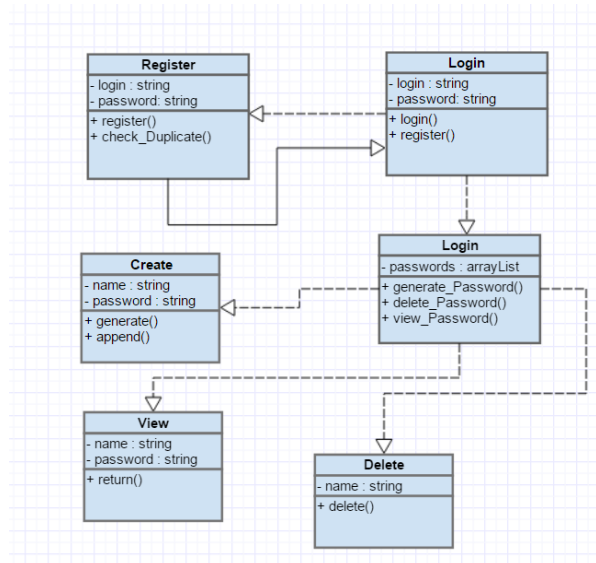 Register
- login : string
- password: string
+ register()
+ check_Duplicate()
Login
- login : string
- password: string
+ login()
+ register()
Login
- passwords : arrayList
+ generate_Password()
+ delete_Password()
+ view_Password()
Create
- name : string
- password : string
+ generate()
+ append()
View
- name : string
- password : string
+ return()
Delete
- name : string
+ delete()